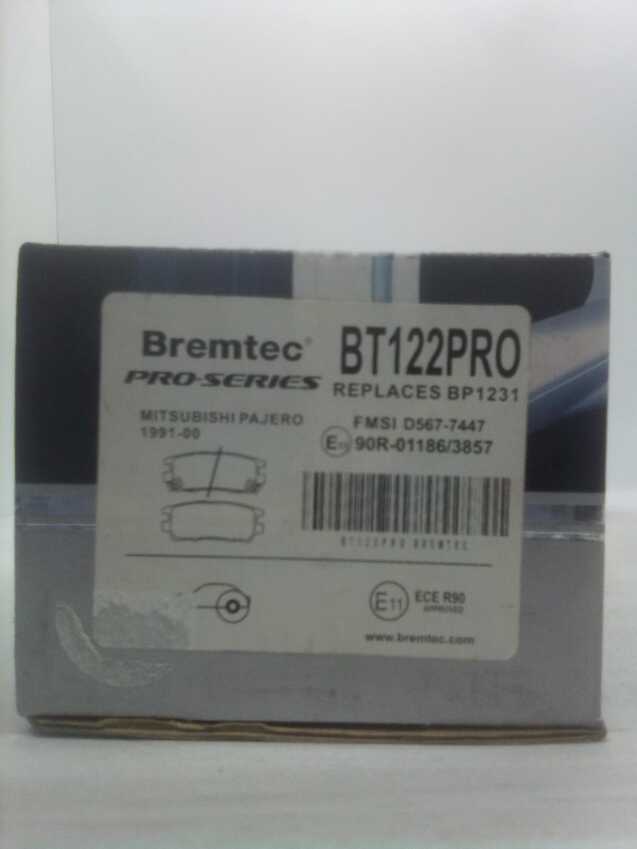 Bremtec®
PRO-SERIES
BT122PRO
REPLACES BP1231
MITSUBISHI PAJERO
1991-00
FMSI D567-7447
E11 90R-01186/3857
BT122PRO BREMTEC
E11
ECE R90
APPROVED
www.bremtec.com